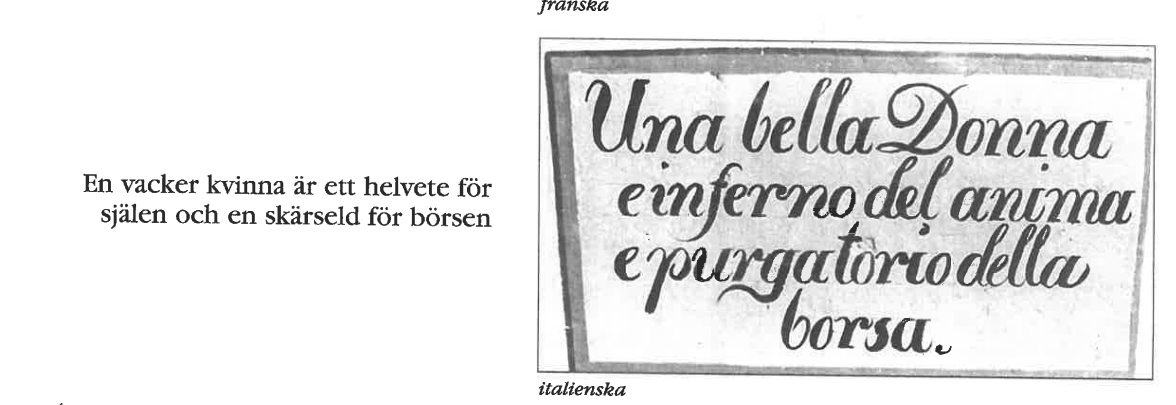 franska
En vacker kvinna är ett helvete för
själen och en skärseld för börsen
Una bella Donna
e inferno del anima
e purgatorio della
borsa.
italienska